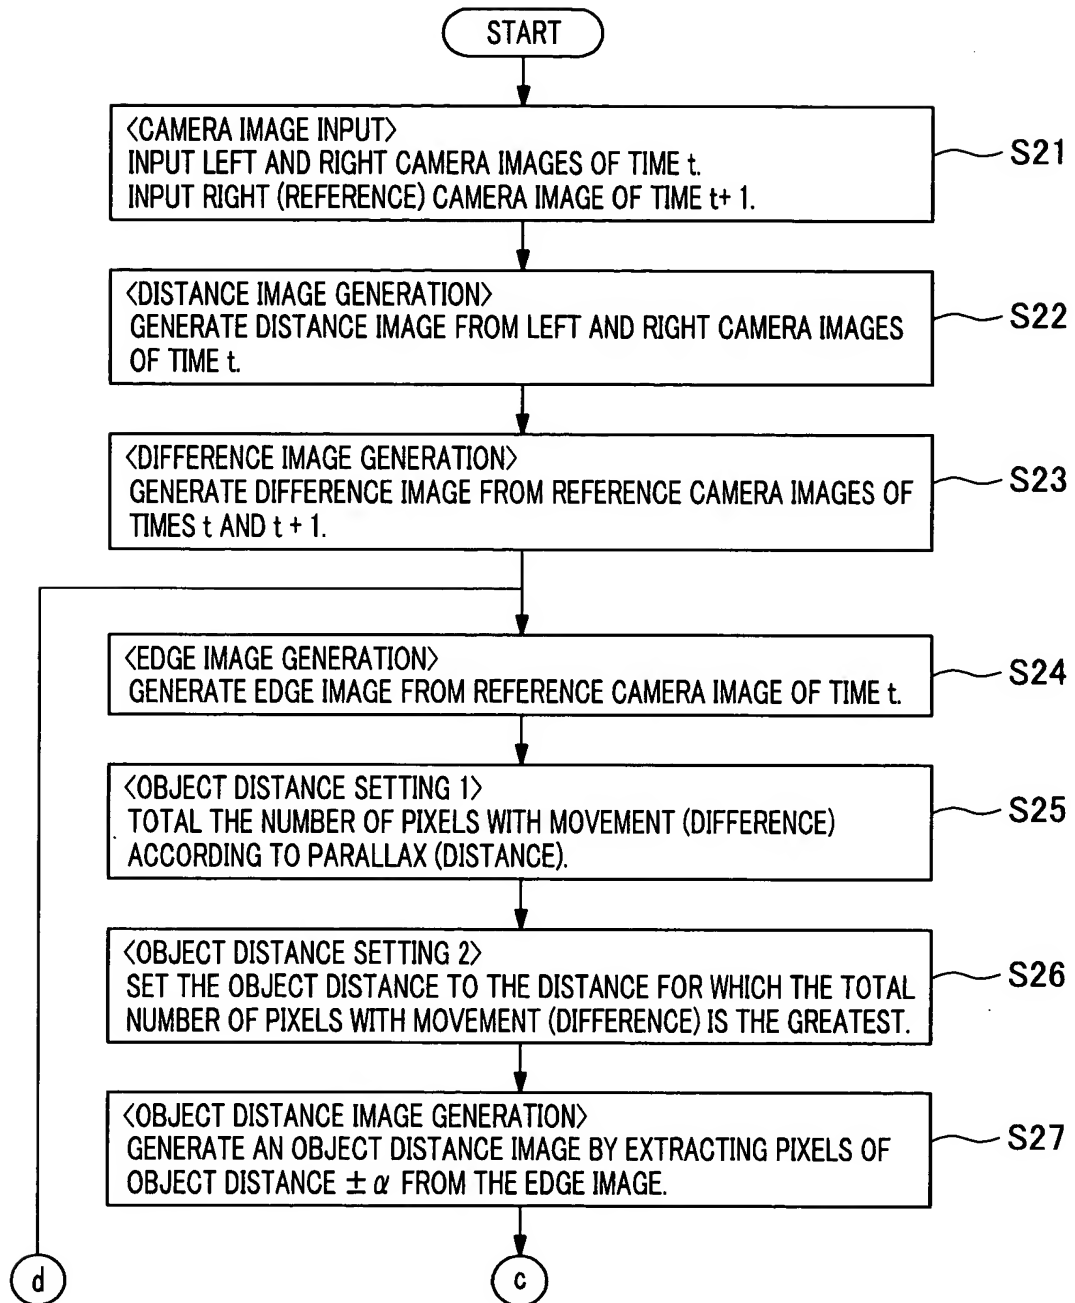 START
<CAMERA IMAGE INPUT>
INPUT LEFT AND RIGHT CAMERA IMAGES OF TIME t.
INPUT RIGHT (REFERENCE) CAMERA IMAGE OF TIME t+ 1.
S21
<DISTANCE IMAGE GENERATION>
GENERATE DISTANCE IMAGE FROM LEFT AND RIGHT CAMERA IMAGES
OF TIME t.
S22
<DIFFERENCE IMAGE GENERATION>
GENERATE DIFFERENCE IMAGE FROM REFERENCE CAMERA IMAGES OF
TIMES t AND t + 1.
S23
<EDGE IMAGE GENERATION>
GENERATE EDGE IMAGE FROM REFERENCE CAMERA IMAGE OF TIME t.
S24
<OBJECT DISTANCE SETTING 1>
TOTAL THE NUMBER OF PIXELS WITH MOVEMENT (DIFFERENCE)
ACCORDING TO PARALLAX (DISTANCE).
S25
<OBJECT DISTANCE SETTING 2>
SET THE OBJECT DISTANCE TO THE DISTANCE FOR WHICH THE TOTAL
NUMBER OF PIXELS WITH MOVEMENT (DIFFERENCE) IS THE GREATEST.
S26
<OBJECT DISTANCE IMAGE GENERATION>
GENERATE AN OBJECT DISTANCE IMAGE BY EXTRACTING PIXELS OF
OBJECT DISTANCE ± α FROM THE EDGE IMAGE.
S27
d
c